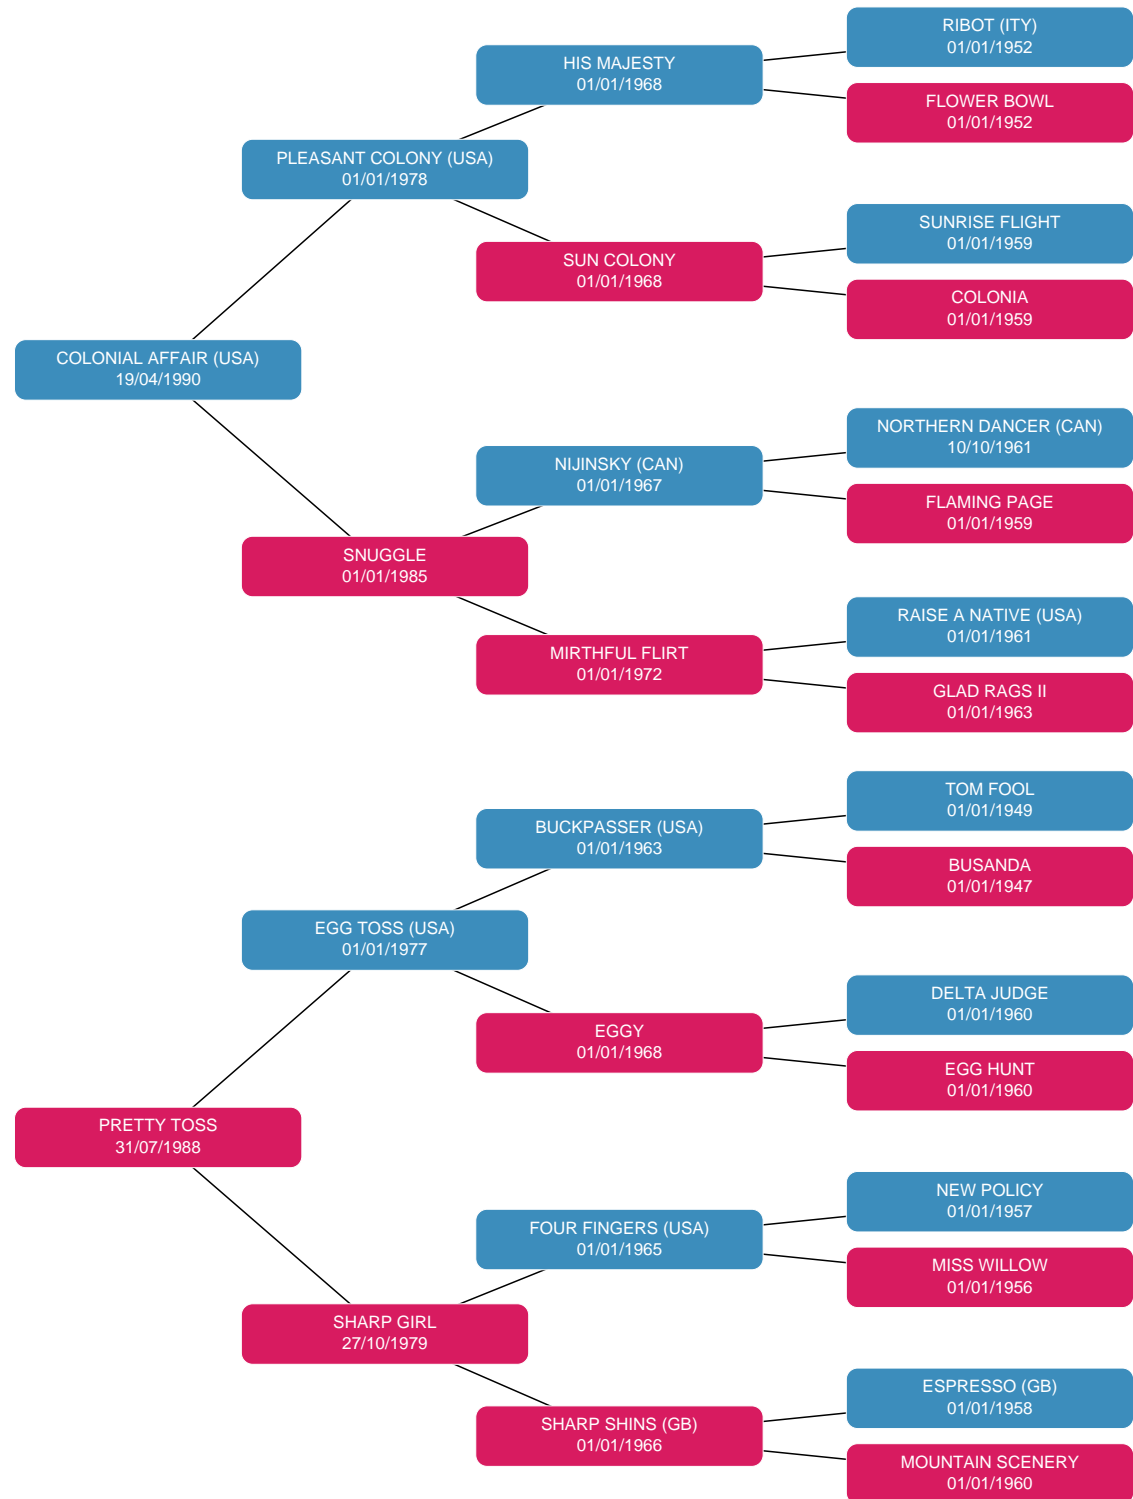 RIBOT (ITY)
01/01/1952
HIS MAJESTY
01/01/1968
FLOWER BOWL
01/01/1952
PLEASANT COLONY (USA)
01/01/1978
SUNRISE FLIGHT
01/01/1959
SUN COLONY
01/01/1968
COLONIA
01/01/1959
COLONIAL AFFAIR (USA)
19/04/1990
NORTHERN DANCER (CAN)
10/10/1961
NIJINSKY (CAN)
01/01/1967
FLAMING PAGE
01/01/1959
SNUGGLE
01/01/1985
RAISE A NATIVE (USA)
01/01/1961
MIRTHFUL FLIRT
01/01/1972
GLAD RAGS II
01/01/1963
TOM FOOL
01/01/1949
BUCKPASSER (USA)
01/01/1963
BUSANDA
01/01/1947
EGG TOSS (USA)
01/01/1977
DELTA JUDGE
01/01/1960
EGGY
01/01/1968
EGG HUNT
01/01/1960
PRETTY TOSS
31/07/1988
NEW POLICY
01/01/1957
FOUR FINGERS (USA)
01/01/1965
MISS WILLOW
01/01/1956
SHARP GIRL
27/10/1979
ESPRESSO (GB)
01/01/1958
SHARP SHINS (GB)
01/01/1966
MOUNTAIN SCENERY
01/01/1960